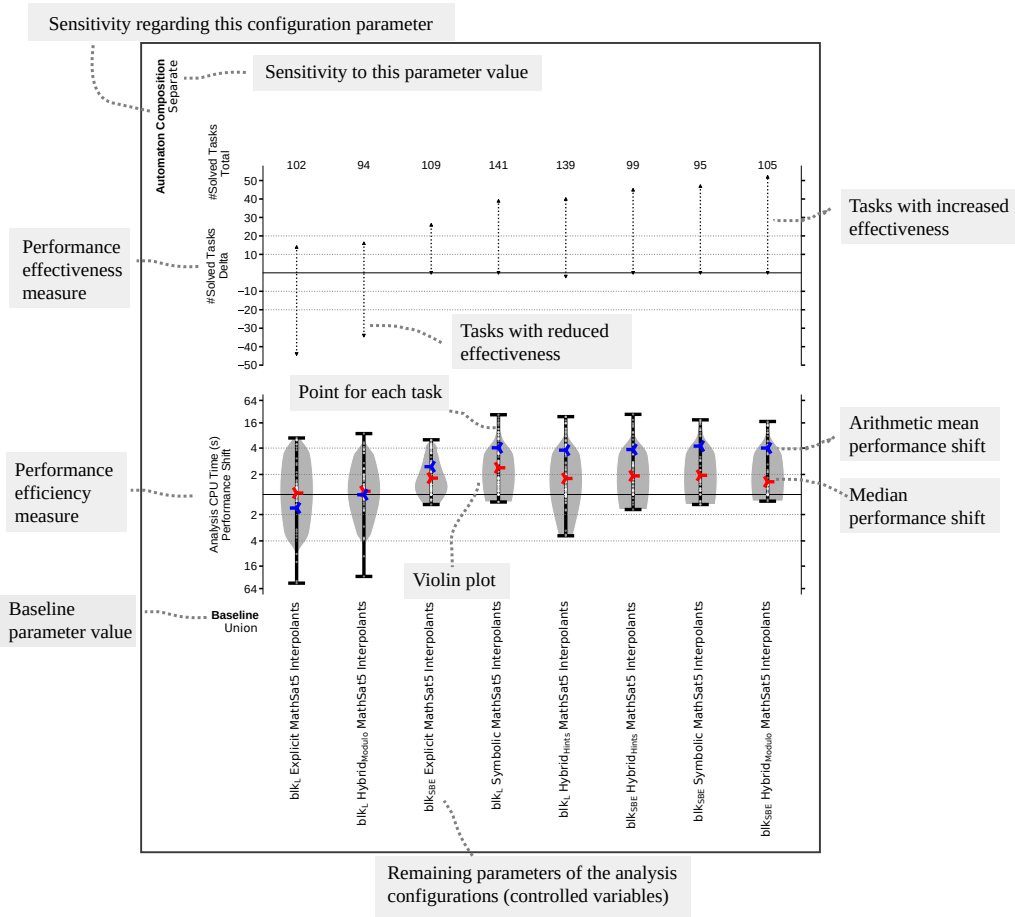 Sensitivity regarding this configuration parameter
Automaton Composition
Separate
Sensitivity to this parameter value
#Solved Tasks
Total
102 94 109 141 139 99 95 105
#Solved Tasks
Delta
50
40
30
20
10
−10
−20
−30
−40
−50
Performance
effectiveness
measure
Tasks with increased
effectiveness
Tasks with reduced
effectiveness
Point for each task
Analysis CPU Time (s)
Performance Shift
64
16
4
2
2
4
16
64
Performance
efficiency
measure
Arithmetic mean
performance shift
Median
performance shift
Violin plot
Baseline
parameter value
Baseline
Union
blkL Explicit MathSat5 Interpolants
blkL HybridModulo MathSat5 Interpolants
blkSBE Explicit MathSat5 Interpolants
blkL Symbolic MathSat5 Interpolants
blkL HybridHints MathSat5 Interpolants
blkSBE HybridHints MathSat5 Interpolants
blkSBE Symbolic MathSat5 Interpolants
blkSBE HybridModulo MathSat5 Interpolants
Remaining parameters of the analysis
configurations (controlled variables)